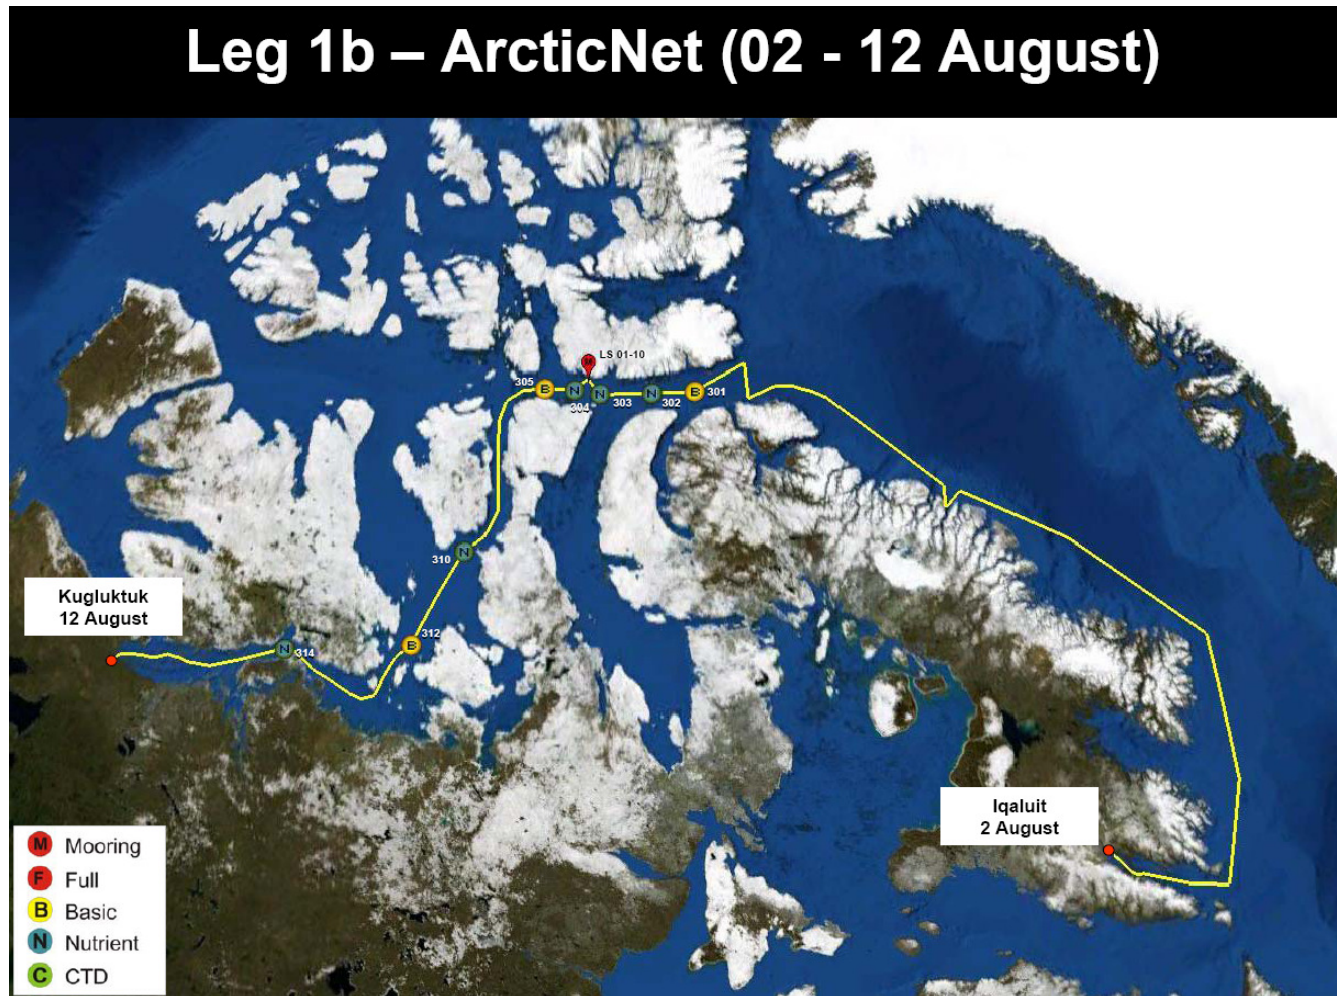 Leg 1b – ArcticNet (02 - 12 August)
M
LS 01-10
305
B
N
304
N
303
N
302
B
301
N
310
Kugluktuk
12 August
312
B
N
314
Iqaluit
2 August
M Mooring
F Full
B Basic
N Nutrient
C CTD